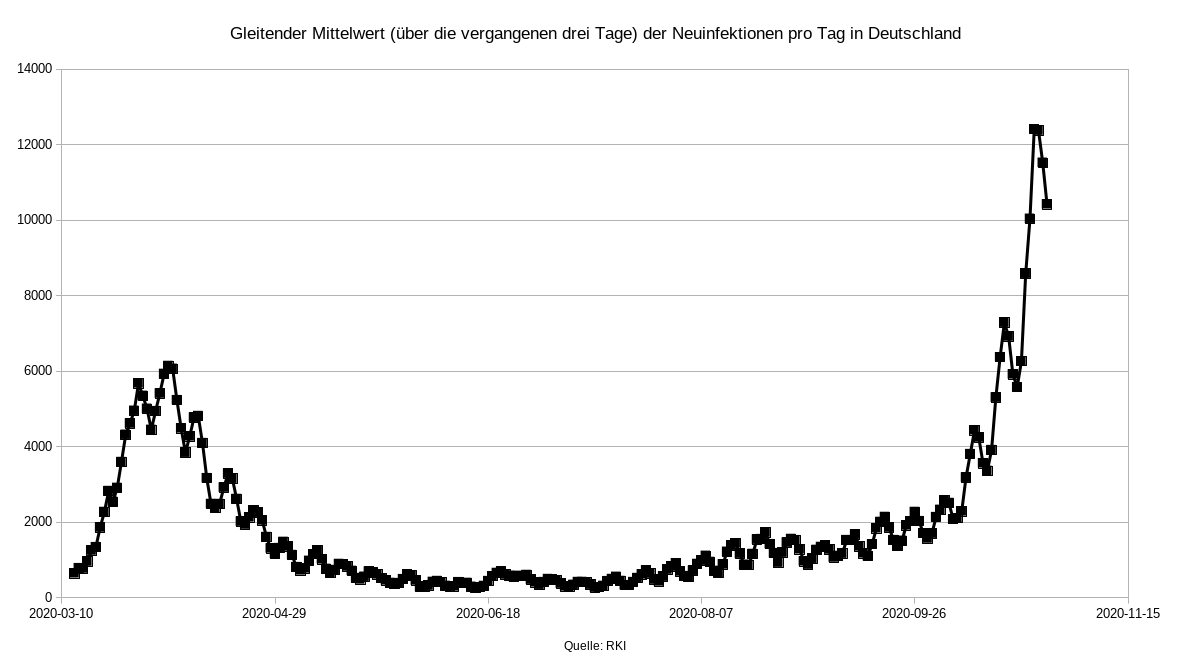 Gleitender Mittelwert (über die vergangenen drei Tage) der Neuinfektionen pro Tag in Deutschland
14000
12000
10000
8000
6000
4000
2000
0
2020-03-10 2020-04-29 2020-06-18 2020-08-07 2020-09-26 2020-11-15
Quelle: RKI